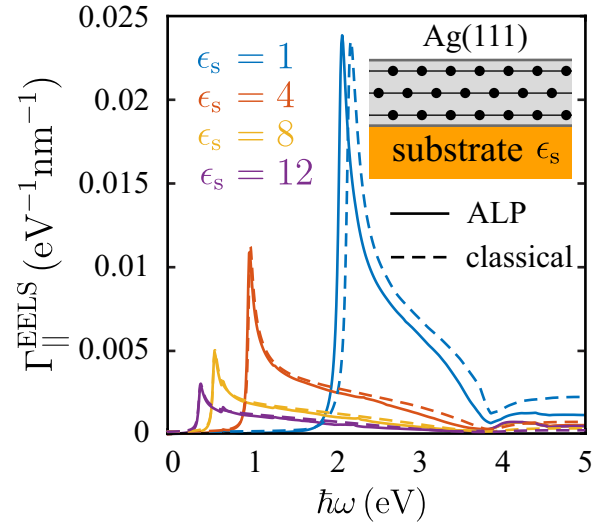 Ag(111)
substrate ϵₛ
ϵₛ = 1
ϵₛ = 4
ϵₛ = 8
ϵₛ = 12
ALP
classical
Γ∥^EELS (eV⁻¹nm⁻¹)
0.025
0.02
0.015
0.01
0.005
0
0 1 2 3 4 5
ħω (eV)